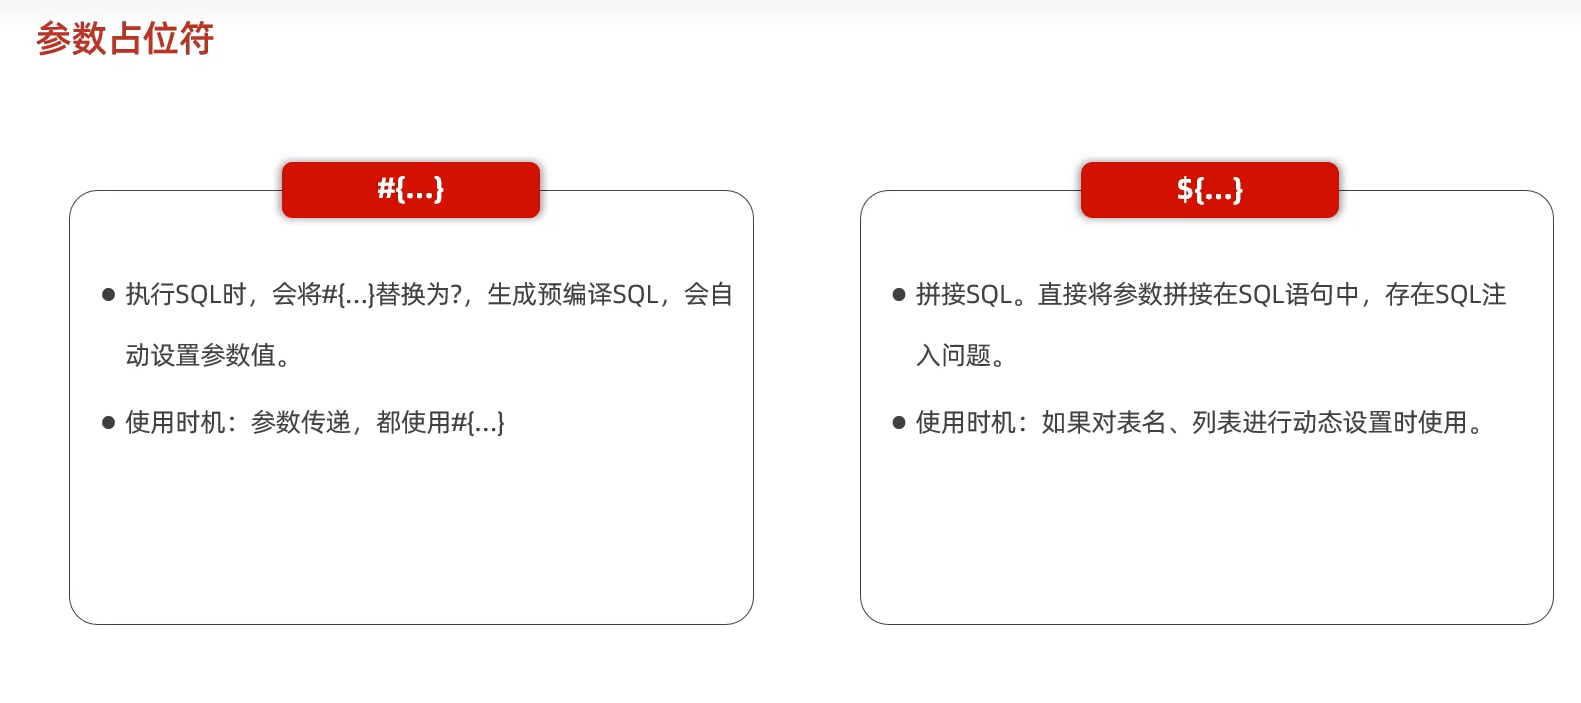 参数占位符
#{...}
● 执行SQL时，会将#{...}替换为?，生成预编译SQL，会自
动设置参数值。
● 使用时机：参数传递，都使用#{...}
${...}
● 拼接SQL。直接将参数拼接在SQL语句中，存在SQL注
入问题。
● 使用时机：如果对表名、列表进行动态设置时使用。